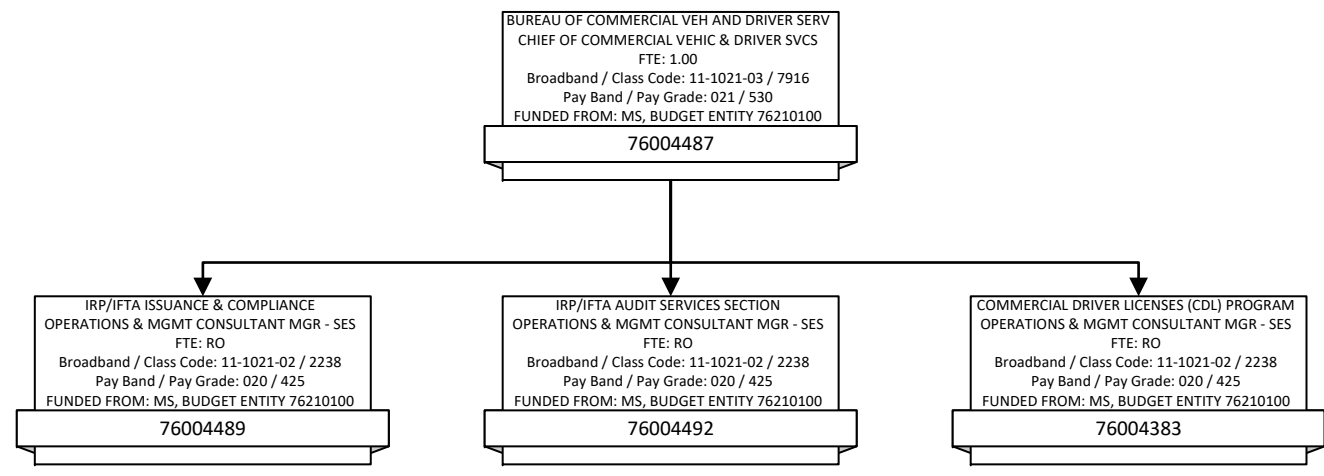 BUREAU OF COMMERCIAL VEH AND DRIVER SERV
CHIEF OF COMMERCIAL VEHIC & DRIVER SVCS
FTE: 1.00
Broadband / Class Code: 11-1021-03 / 7916
Pay Band / Pay Grade: 021 / 530
FUNDED FROM: MS, BUDGET ENTITY 76210100
76004487
IRP/IFTA ISSUANCE & COMPLIANCE
OPERATIONS & MGMT CONSULTANT MGR - SES
FTE: RO
Broadband / Class Code: 11-1021-02 / 2238
Pay Band / Pay Grade: 020 / 425
FUNDED FROM: MS, BUDGET ENTITY 76210100
76004489
IRP/IFTA AUDIT SERVICES SECTION
OPERATIONS & MGMT CONSULTANT MGR - SES
FTE: RO
Broadband / Class Code: 11-1021-02 / 2238
Pay Band / Pay Grade: 020 / 425
FUNDED FROM: MS, BUDGET ENTITY 76210100
76004492
COMMERCIAL DRIVER LICENSES (CDL) PROGRAM
OPERATIONS & MGMT CONSULTANT MGR - SES
FTE: RO
Broadband / Class Code: 11-1021-02 / 2238
Pay Band / Pay Grade: 020 / 425
FUNDED FROM: MS, BUDGET ENTITY 76210100
76004383